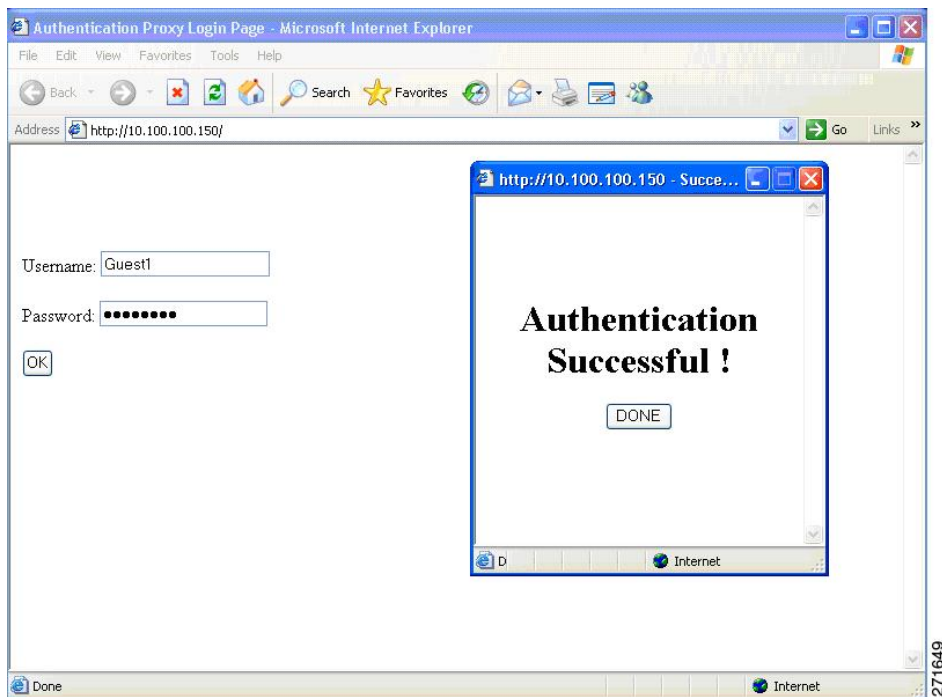 Authentication Proxy Login Page - Microsoft Internet Explorer
File Edit View Favorites Tools Help
Back Search Favorites
Address http://10.100.100.150/ Go Links »
http://10.100.100.150 - Succe...
Username: Guest1
Password: ••••••••
OK
Authentication
Successful !
DONE
D Internet
Done Internet
271649